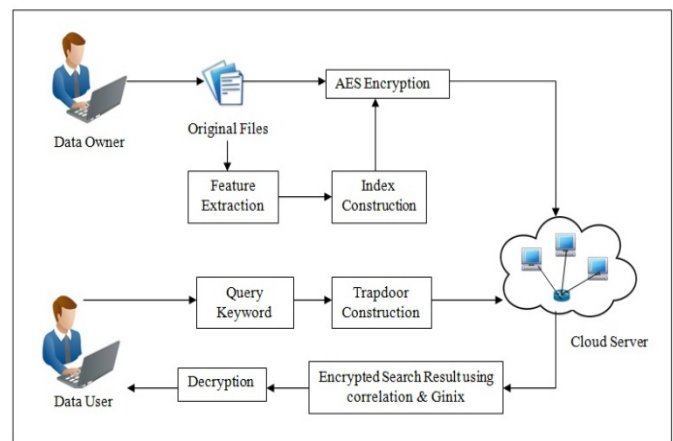 AES Encryption
Original Files
Data Owner
Feature
Extraction
Index
Construction
Query
Keyword
Trapdoor
Construction
Cloud Server
Decryption
Encrypted Search Result using
correlation & Ginix
Data User